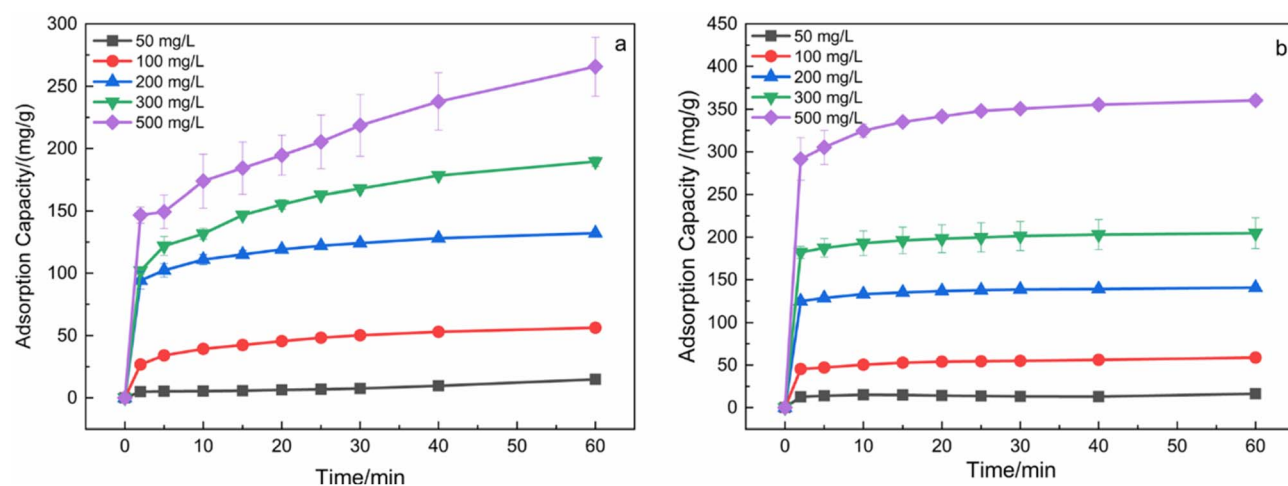 300
250
200
150
100
50
0
Adsorption Capacity/(mg/g)
50 mg/L
100 mg/L
200 mg/L
300 mg/L
500 mg/L
a
0 10 20 30 40 50 60
Time/min
450
400
350
300
250
200
150
100
50
0
Adsorption Capacity /(mg/g)
50 mg/L
100 mg/L
200 mg/L
300 mg/L
500 mg/L
b
0 10 20 30 40 50 60
Time/min